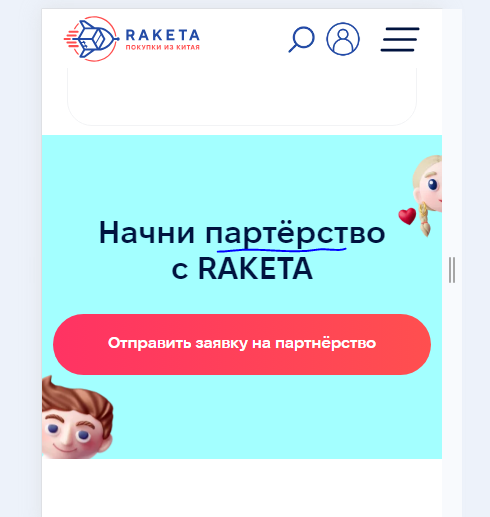 RAKETA
ПОКУПКИ ИЗ КИТАЯ
Начни партёрство
с RAKETA
Отправить заявку на партнёрство